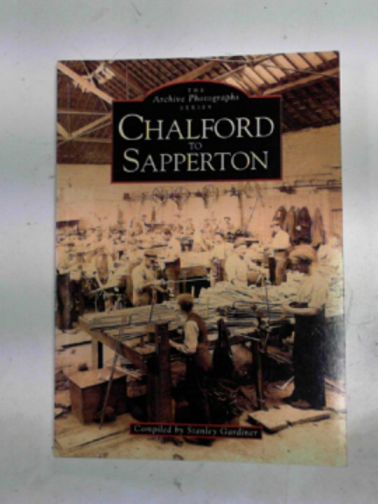 THE
Archive Photographs
SERIES
CHALFORD
TO
SAPPERTON
Compiled by Stanley Gardiner